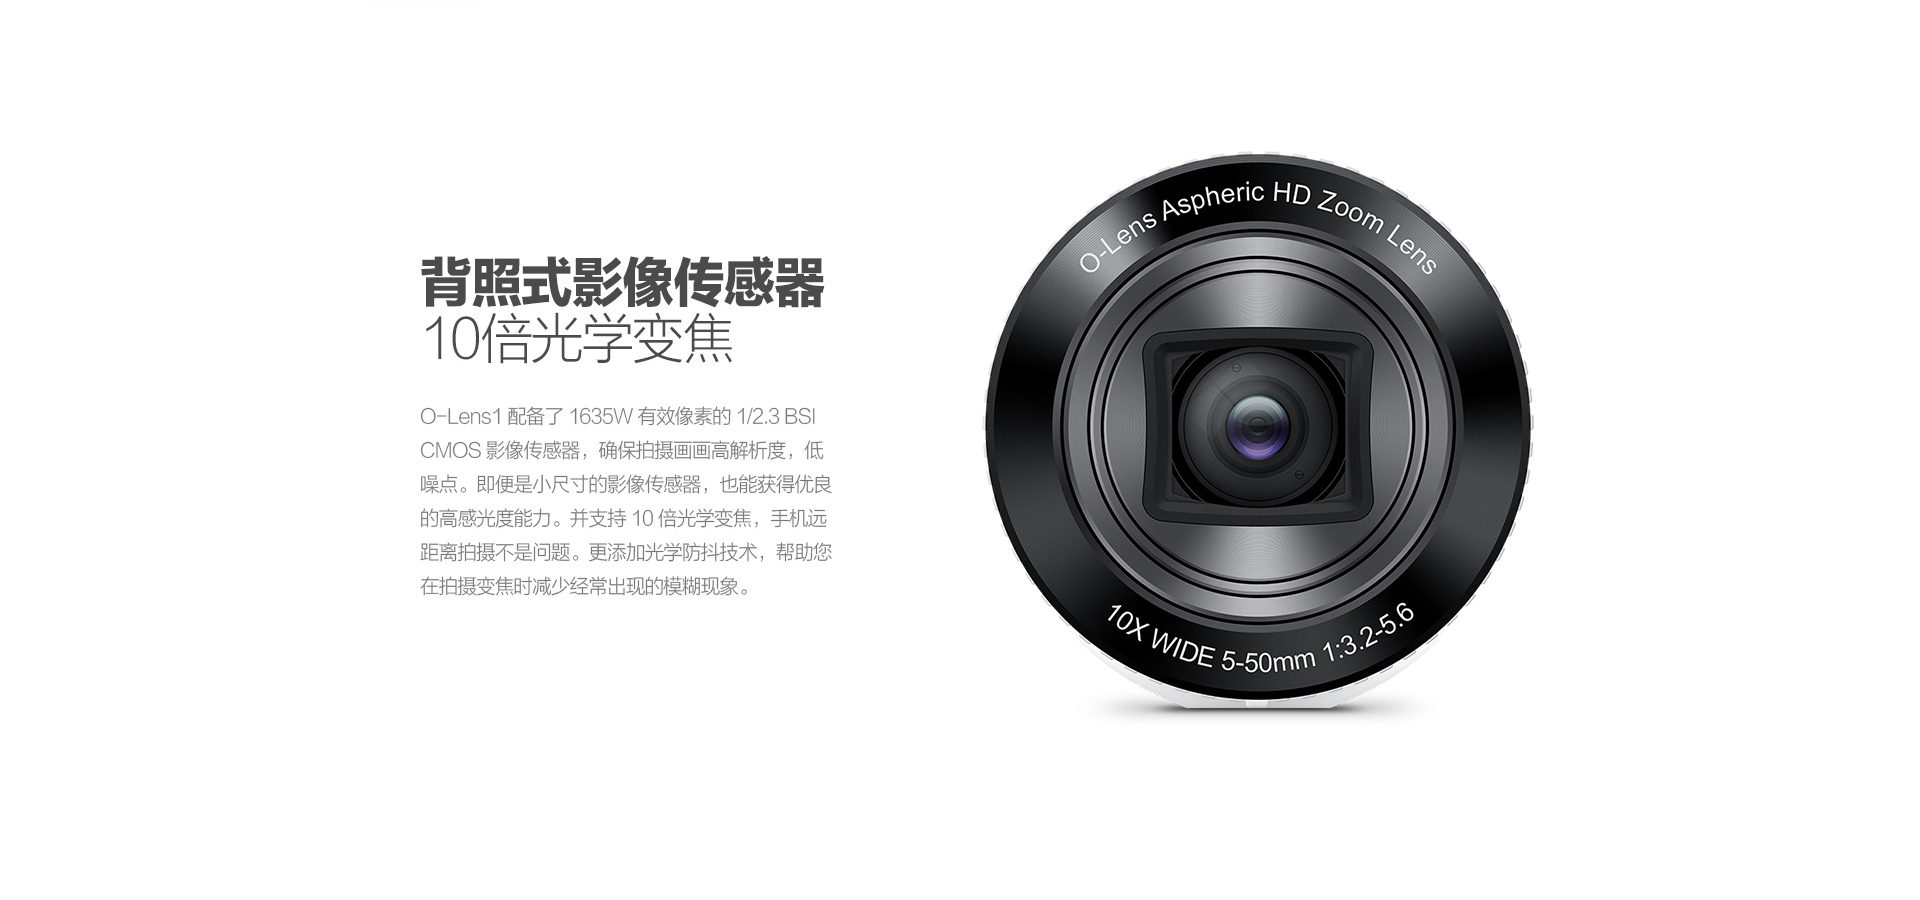 背照式影像传感器
10倍光学变焦
O-Lens1 配备了 1635W 有效像素的 1/2.3 BSI
CMOS 影像传感器，确保拍摄画画高解析度，低
噪点。即便是小尺寸的影像传感器，也能获得优良
的高感光度能力。并支持 10 倍光学变焦，手机远
距离拍摄不是问题。更添加光学防抖技术，帮助您
在拍摄变焦时减少经常出现的模糊现象。
O-Lens Aspheric HD Zoom Lens
10X WIDE 5-50mm 1:3.2-5.6